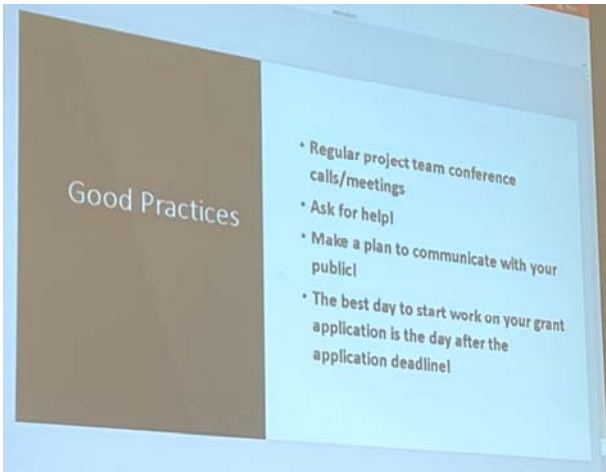 Good Practices
• Regular project team conference
calls/meetings
• Ask for help!
• Make a plan to communicate with your
public!
• The best day to start work on your grant
application is the day after the
application deadline!